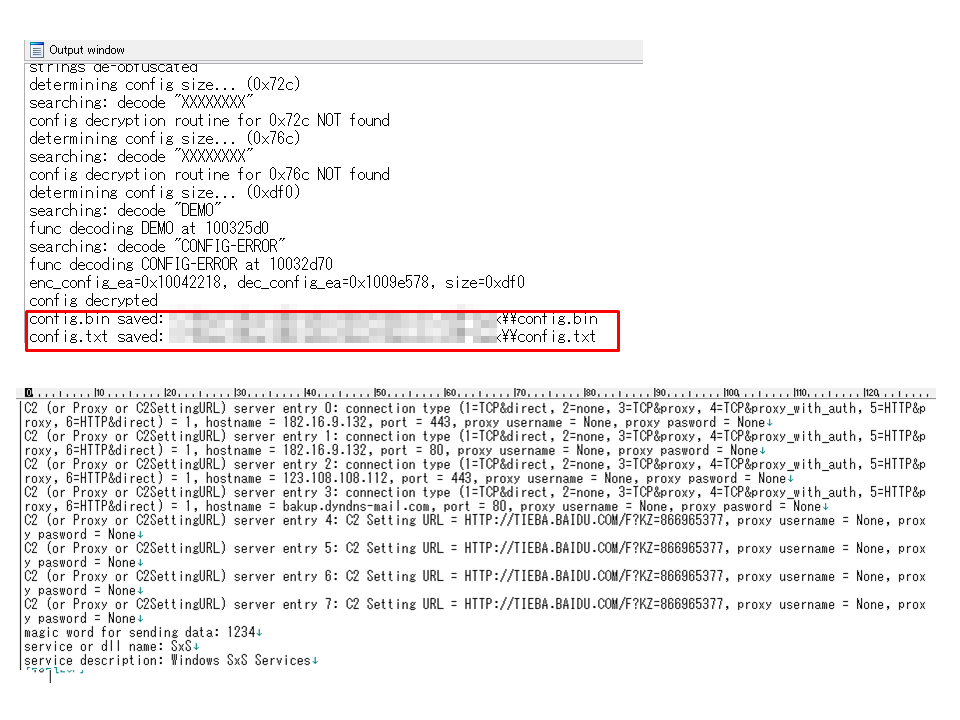 Output window
strings de-obfuscated
determining config size... (0x72c)
searching: decode "XXXXXXXX"
config decryption routine for 0x72c NOT found
determining config size... (0x76c)
searching: decode "XXXXXXXX"
config decryption routine for 0x76c NOT found
determining config size... (0xdf0)
searching: decode "DEMO"
func decoding DEMO at 100325d0
searching: decode "CONFIG-ERROR"
func decoding CONFIG-ERROR at 10032d70
enc_config_ea=0x10042218, dec_config_ea=0x1009e578, size=0xdf0
config decrypted
config.bin saved: x¥¥config.bin
config.txt saved: x¥¥config.txt
0 10 20 30 40 50 60 70 80 90 100 110 120
C2 (or Proxy or C2SettingURL) server entry 0: connection type (1=TCP&direct, 2=none, 3=TCP&proxy, 4=TCP&proxy_with_auth, 5=HTTP&p
roxy, 6=HTTP&direct) = 1, hostname = 182.16.9.132, port = 443, proxy username = None, proxy pasword = None↓
C2 (or Proxy or C2SettingURL) server entry 1: connection type (1=TCP&direct, 2=none, 3=TCP&proxy, 4=TCP&proxy_with_auth, 5=HTTP&p
roxy, 6=HTTP&direct) = 1, hostname = 182.16.9.132, port = 80, proxy username = None, proxy pasword = None↓
C2 (or Proxy or C2SettingURL) server entry 2: connection type (1=TCP&direct, 2=none, 3=TCP&proxy, 4=TCP&proxy_with_auth, 5=HTTP&p
roxy, 6=HTTP&direct) = 1, hostname = 123.108.108.112, port = 443, proxy username = None, proxy pasword = None↓
C2 (or Proxy or C2SettingURL) server entry 3: connection type (1=TCP&direct, 2=none, 3=TCP&proxy, 4=TCP&proxy_with_auth, 5=HTTP&p
roxy, 6=HTTP&direct) = 1, hostname = bakup.dyndns-mail.com, port = 80, proxy username = None, proxy pasword = None↓
C2 (or Proxy or C2SettingURL) server entry 4: C2 Setting URL = HTTP://TIEBA.BAIDU.COM/F?KZ=866965377, proxy username = None, prox
y pasword = None↓
C2 (or Proxy or C2SettingURL) server entry 5: C2 Setting URL = HTTP://TIEBA.BAIDU.COM/F?KZ=866965377, proxy username = None, prox
y pasword = None↓
C2 (or Proxy or C2SettingURL) server entry 6: C2 Setting URL = HTTP://TIEBA.BAIDU.COM/F?KZ=866965377, proxy username = None, prox
y pasword = None↓
C2 (or Proxy or C2SettingURL) server entry 7: C2 Setting URL = HTTP://TIEBA.BAIDU.COM/F?KZ=866965377, proxy username = None, prox
y pasword = None↓
magic word for sending data: 1234↓
service or dll name: SxS↓
service description: Windows SxS Services↓